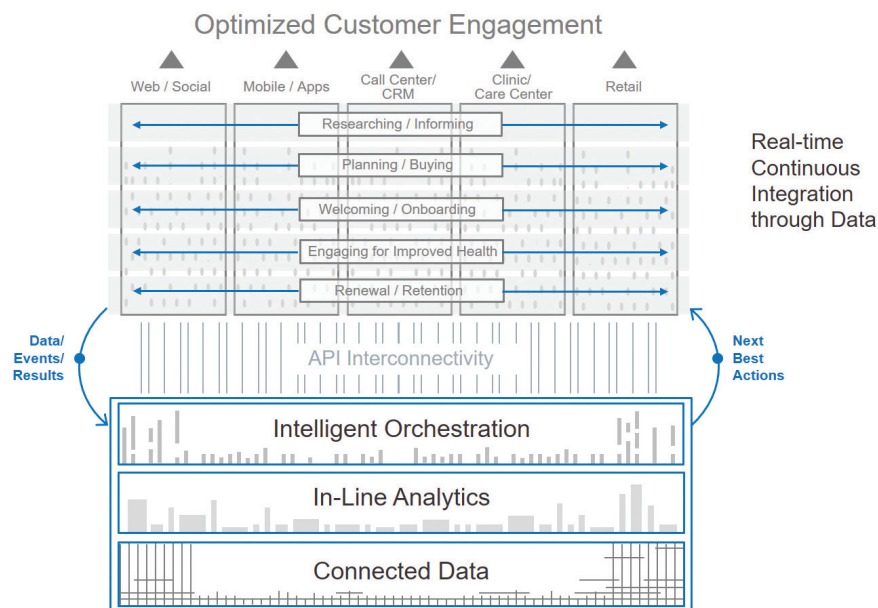 Optimized Customer Engagement
Web / Social
Mobile / Apps
Call Center/
CRM
Clinic/
Care Center
Retail
Researching / Informing
Planning / Buying
Welcoming / Onboarding
Engaging for Improved Health
Renewal / Retention
Real-time
Continuous
Integration
through Data
Data/
Events/
Results
API Interconnectivity
Next
Best
Actions
Intelligent Orchestration
In-Line Analytics
Connected Data